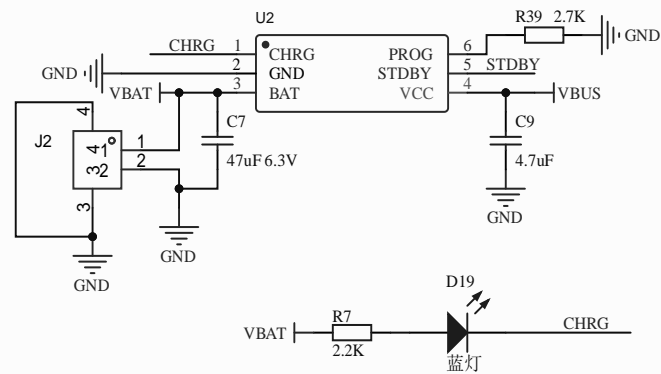 U2
R39 2.7K
CHRG 1 CHRG PROG 6 GND
GND 2 GND STDBY 5 STDBY
VBAT 3 BAT VCC 4 VBUS
4
J2
4 1
3 2
1
2
3
C7
47uF 6.3V
C9
4.7uF
GND
GND
GND
D19
R7
VBAT
2.2K
CHRG
蓝灯